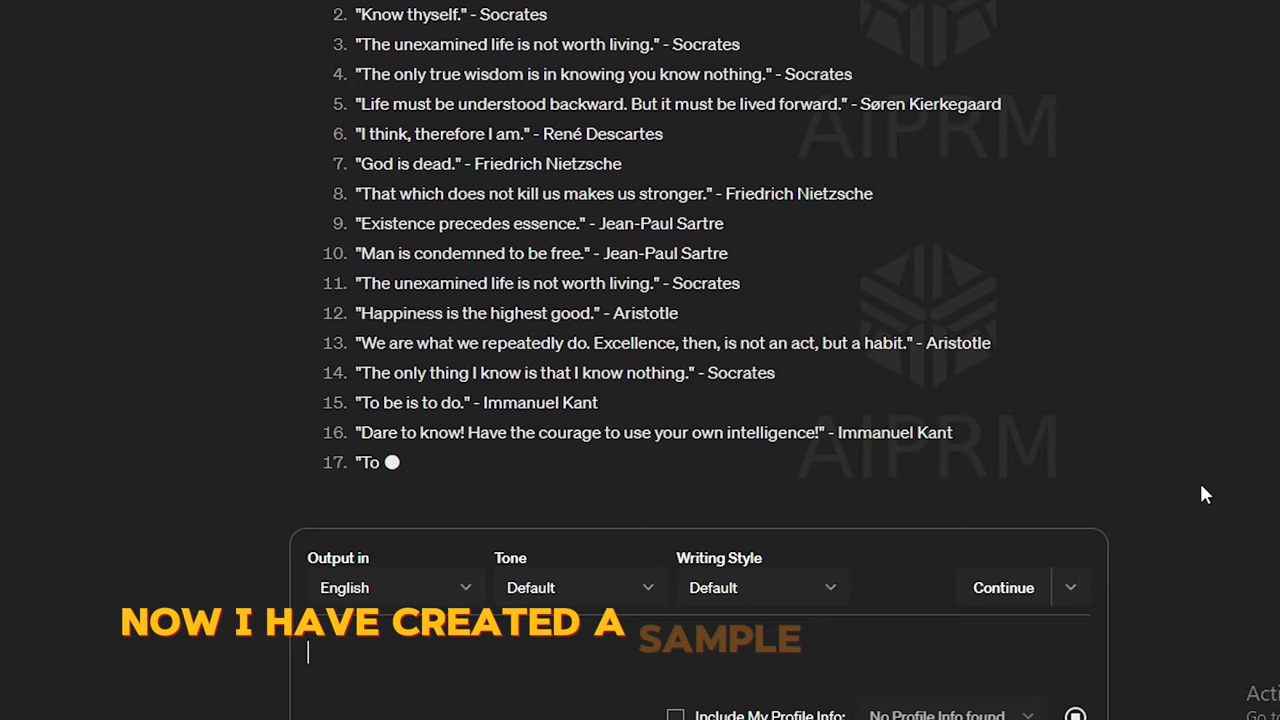 2. "Know thyself." - Socrates
3. "The unexamined life is not worth living." - Socrates
4. "The only true wisdom is in knowing you know nothing." - Socrates
5. "Life must be understood backward. But it must be lived forward." - Søren Kierkegaard
6. "I think, therefore I am." - René Descartes
7. "God is dead." - Friedrich Nietzsche
8. "That which does not kill us makes us stronger." - Friedrich Nietzsche
9. "Existence precedes essence." - Jean-Paul Sartre
10. "Man is condemned to be free." - Jean-Paul Sartre
11. "The unexamined life is not worth living." - Socrates
12. "Happiness is the highest good." - Aristotle
13. "We are what we repeatedly do. Excellence, then, is not an act, but a habit." - Aristotle
14. "The only thing I know is that I know nothing." - Socrates
15. "To be is to do." - Immanuel Kant
16. "Dare to know! Have the courage to use your own intelligence!" - Immanuel Kant
17. "To
AIPRM
AIPRM
Output in Tone Writing Style
English Default Default Continue
NOW I HAVE CREATED A SAMPLE
Include My Profile Info: No Profile Info found
Acti